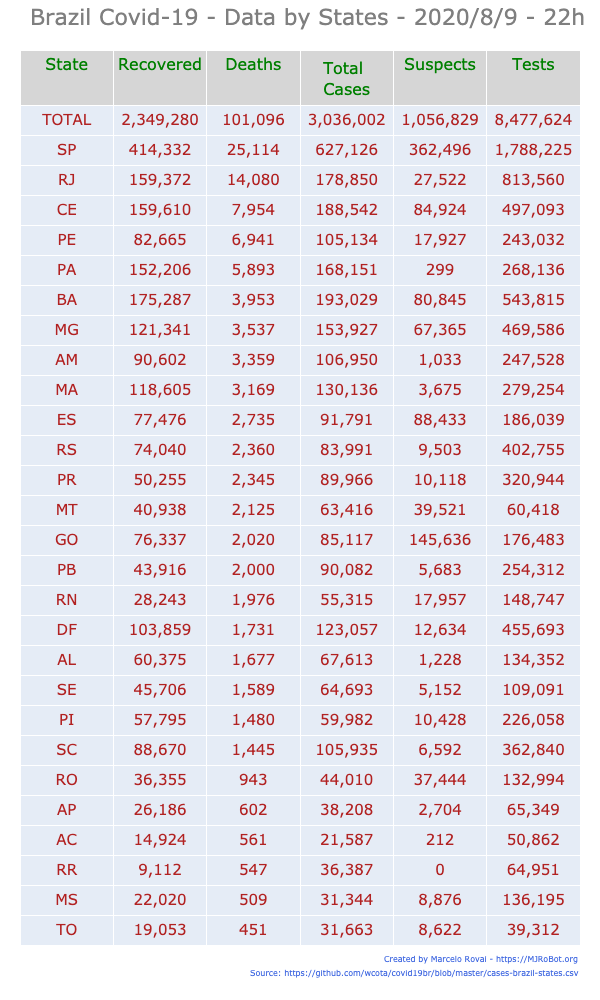 Brazil Covid-19 - Data by States - 2020/8/9 - 22h
State Recovered Deaths Total Cases Suspects Tests
TOTAL 2,349,280 101,096 3,036,002 1,056,829 8,477,624
SP 414,332 25,114 627,126 362,496 1,788,225
RJ 159,372 14,080 178,850 27,522 813,560
CE 159,610 7,954 188,542 84,924 497,093
PE 82,665 6,941 105,134 17,927 243,032
PA 152,206 5,893 168,151 299 268,136
BA 175,287 3,953 193,029 80,845 543,815
MG 121,341 3,537 153,927 67,365 469,586
AM 90,602 3,359 106,950 1,033 247,528
MA 118,605 3,169 130,136 3,675 279,254
ES 77,476 2,735 91,791 88,433 186,039
RS 74,040 2,360 83,991 9,503 402,755
PR 50,255 2,345 89,966 10,118 320,944
MT 40,938 2,125 63,416 39,521 60,418
GO 76,337 2,020 85,117 145,636 176,483
PB 43,916 2,000 90,082 5,683 254,312
RN 28,243 1,976 55,315 17,957 148,747
DF 103,859 1,731 123,057 12,634 455,693
AL 60,375 1,677 67,613 1,228 134,352
SE 45,706 1,589 64,693 5,152 109,091
PI 57,795 1,480 59,982 10,428 226,058
SC 88,670 1,445 105,935 6,592 362,840
RO 36,355 943 44,010 37,444 132,994
AP 26,186 602 38,208 2,704 65,349
AC 14,924 561 21,587 212 50,862
RR 9,112 547 36,387 0 64,951
MS 22,020 509 31,344 8,876 136,195
TO 19,053 451 31,663 8,622 39,312
Created by Marcelo Rovai - https://MJRoBot.org
Source: https://github.com/wcota/covid19br/blob/master/cases-brazil-states.csv